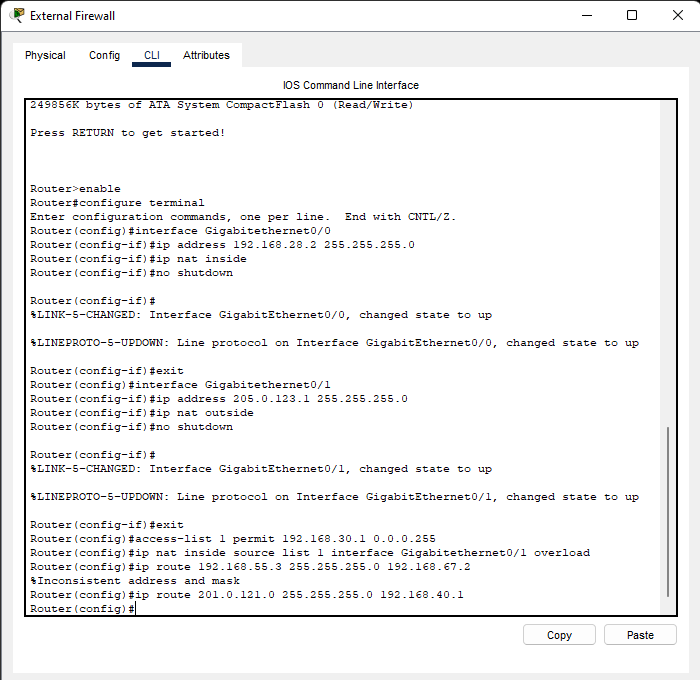 External Firewall
Physical Config CLI Attributes
IOS Command Line Interface
249856K bytes of ATA System CompactFlash 0 (Read/Write)
Press RETURN to get started!
Router>enable
Router#configure terminal
Enter configuration commands, one per line.  End with CNTL/Z.
Router(config)#interface Gigabitethernet0/0
Router(config-if)#ip address 192.168.28.2 255.255.255.0
Router(config-if)#ip nat inside
Router(config-if)#no shutdown
Router(config-if)#
%LINK-5-CHANGED: Interface GigabitEthernet0/0, changed state to up
%LINEPROTO-5-UPDOWN: Line protocol on Interface GigabitEthernet0/0, changed state to up
Router(config-if)#exit
Router(config)#interface Gigabitethernet0/1
Router(config-if)#ip address 205.0.123.1 255.255.255.0
Router(config-if)#ip nat outside
Router(config-if)#no shutdown
Router(config-if)#
%LINK-5-CHANGED: Interface GigabitEthernet0/1, changed state to up
%LINEPROTO-5-UPDOWN: Line protocol on Interface GigabitEthernet0/1, changed state to up
Router(config-if)#exit
Router(config)#access-list 1 permit 192.168.30.1 0.0.0.255
Router(config)#ip nat inside source list 1 interface Gigabitethernet0/1 overload
Router(config)#ip route 192.168.55.3 255.255.255.0 192.168.67.2
%Inconsistent address and mask
Router(config)#ip route 201.0.121.0 255.255.255.0 192.168.40.1
Router(config)#
Copy Paste